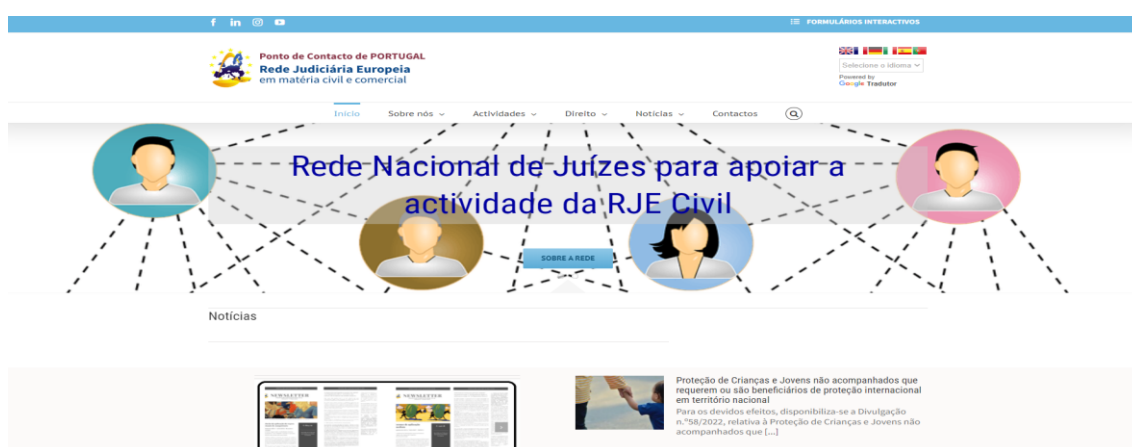 FORMULÁRIOS INTERACTIVOS
Ponto de Contacto de PORTUGAL
Rede Judiciária Europeia
em matéria civil e comercial
Selecione o idioma
Powered by
Google Tradutor
Início Sobre nós Actividades Direito Notícias Contactos
Rede Nacional de Juízes para apoiar a
actividade da RJE Civil
SOBRE A REDE
Notícias
NEWSLETTER NEWSLETTER
Proteção de Crianças e Jovens não acompanhados que
requerem ou são beneficiários de proteção internacional
em território nacional
Para os devidos efeitos, disponibiliza-se a Divulgação
n.º58/2022, relativa à Proteção de Crianças e Jovens não
acompanhados que [...]